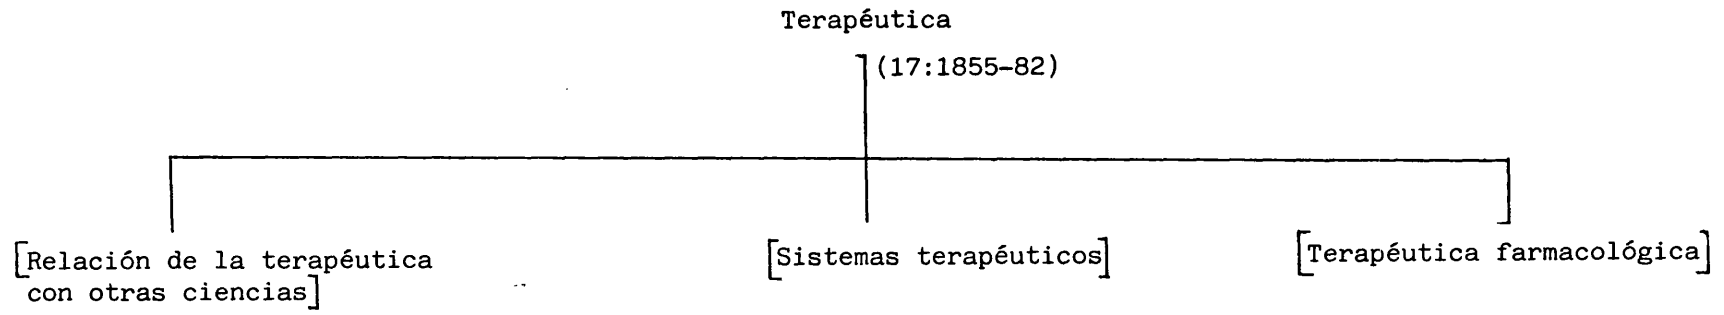 Terapéutica
(17:1855-82)
[Relación de la terapéutica
con otras ciencias]
[Sistemas terapéuticos]
[Terapéutica farmacológica]